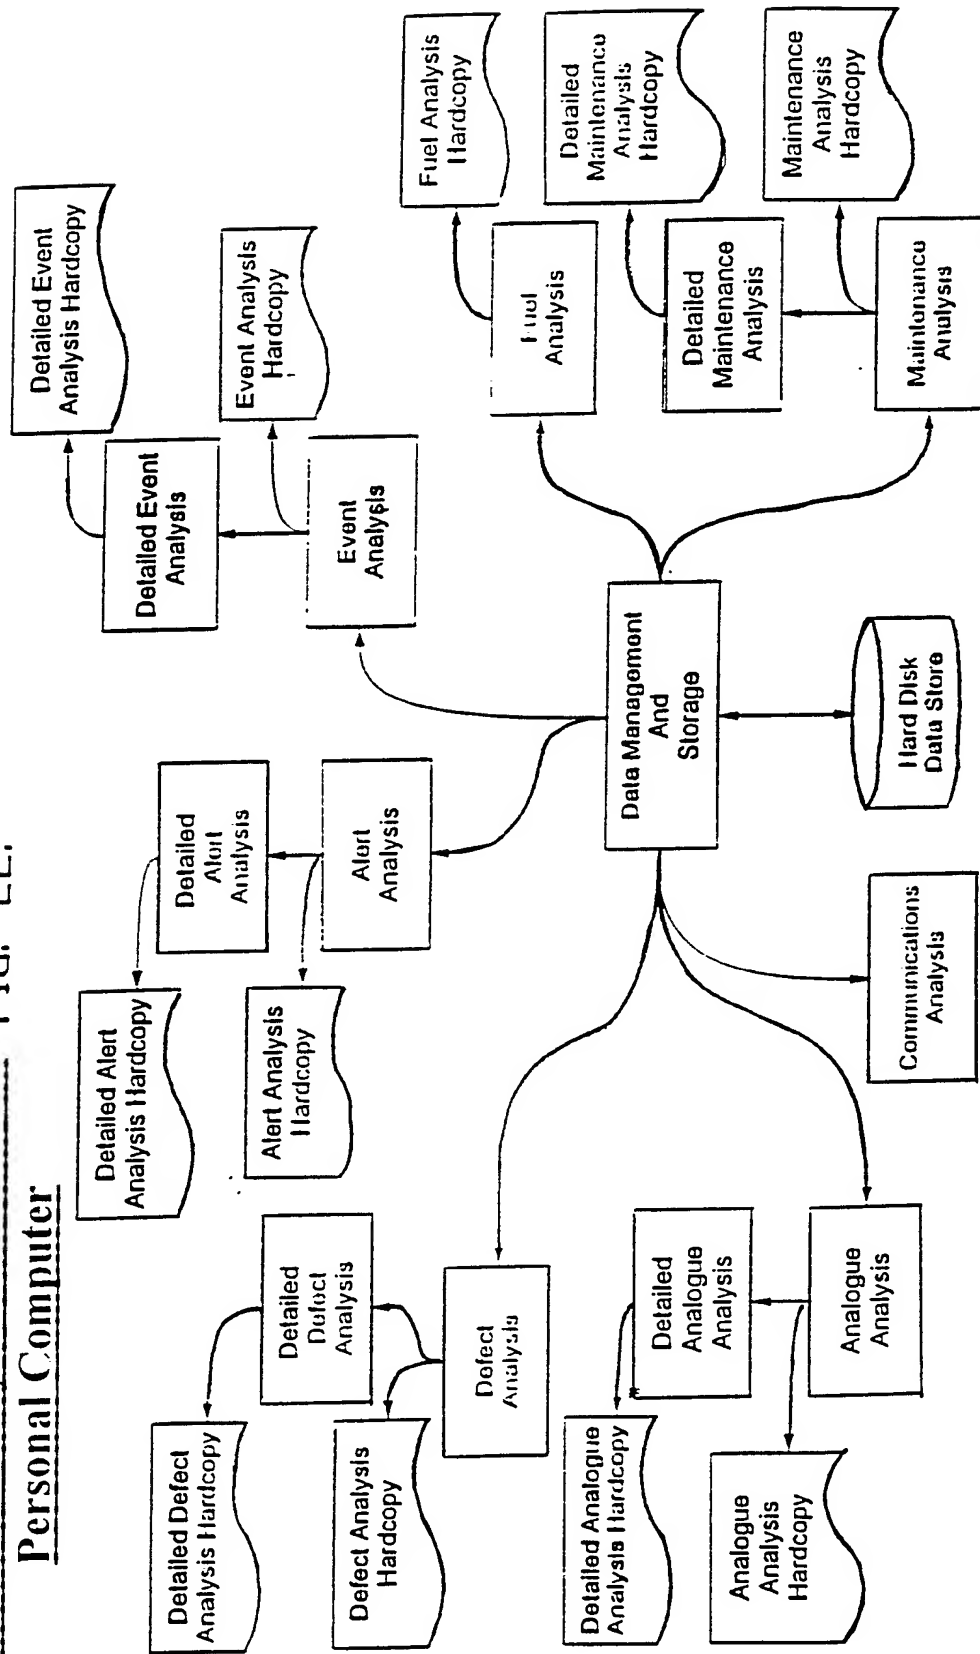 Personal Computer
Detailed Defect
Analysis Hardcopy
Detailed
Defect
Analysis
Defect Analysis
Hardcopy
Defect
Analysis
Detailed Analogue
Analysis Hardcopy
Detailed
Analogue
Analysis
Analogue
Analysis
Hardcopy
Analogue
Analysis
Detailed Alert
Analysis Hardcopy
Detailed
Alert
Analysis
Alert Analysis
Hardcopy
Alert
Analysis
Communications
Analysis
Data Management
And
Storage
Hard Disk
Data Store
Detailed Event
Analysis Hardcopy
Detailed Event
Analysis
Event Analysis
Hardcopy
Event
Analysis
Fuel Analysis
Hardcopy
Fuel
Analysis
Detailed
Maintenance
Analysis
Hardcopy
Detailed
Maintenance
Analysis
Maintenance
Analysis
Hardcopy
Maintenance
Analysis